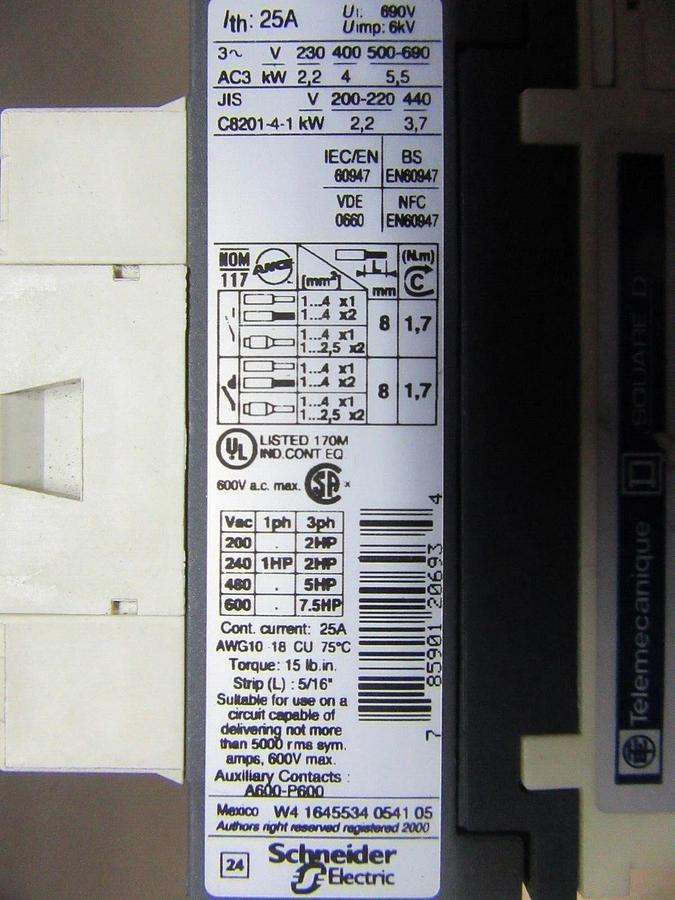 Ith: 25A
Ui: 690V
Uimp: 6kV
3~ V 230 400 500-690
AC3 kW 2,2 4 5,5
JIS V 200-220 440
C8201-4-1 kW 2,2 3,7
IEC/EN 60947
BS EN60947
VDE 0660
NFC EN60947
NOM 117
ANCE
[mm²]
L
mm
(N.m)
C
1...4 x1
1...4 x2
1...4 x1
1...2,5 x2
8 1,7
1...4 x1
1...4 x2
1...4 x1
1...2,5 x2
8 1,7
UL
LISTED 170M
IND.CONT EQ
600V a.c. max.
SA
Vac 1ph 3ph
200 . 2HP
240 1HP 2HP
480 . 5HP
600 . 7.5HP
Cont. current: 25A
AWG10 -18 CU 75°C
Torque: 15 lb.in.
Strip (L) : 5/16"
Suitable for use on a
circuit capable of
delivering not more
than 5000 rms sym.
amps, 600V max.
Auxiliary Contacts :
A600-P600
7 85901 20693 4
Mexico W4 1645534 0541 05
Authors right reserved registered 2000
24
Schneider
Electric
Telemecanique
SQUARE D